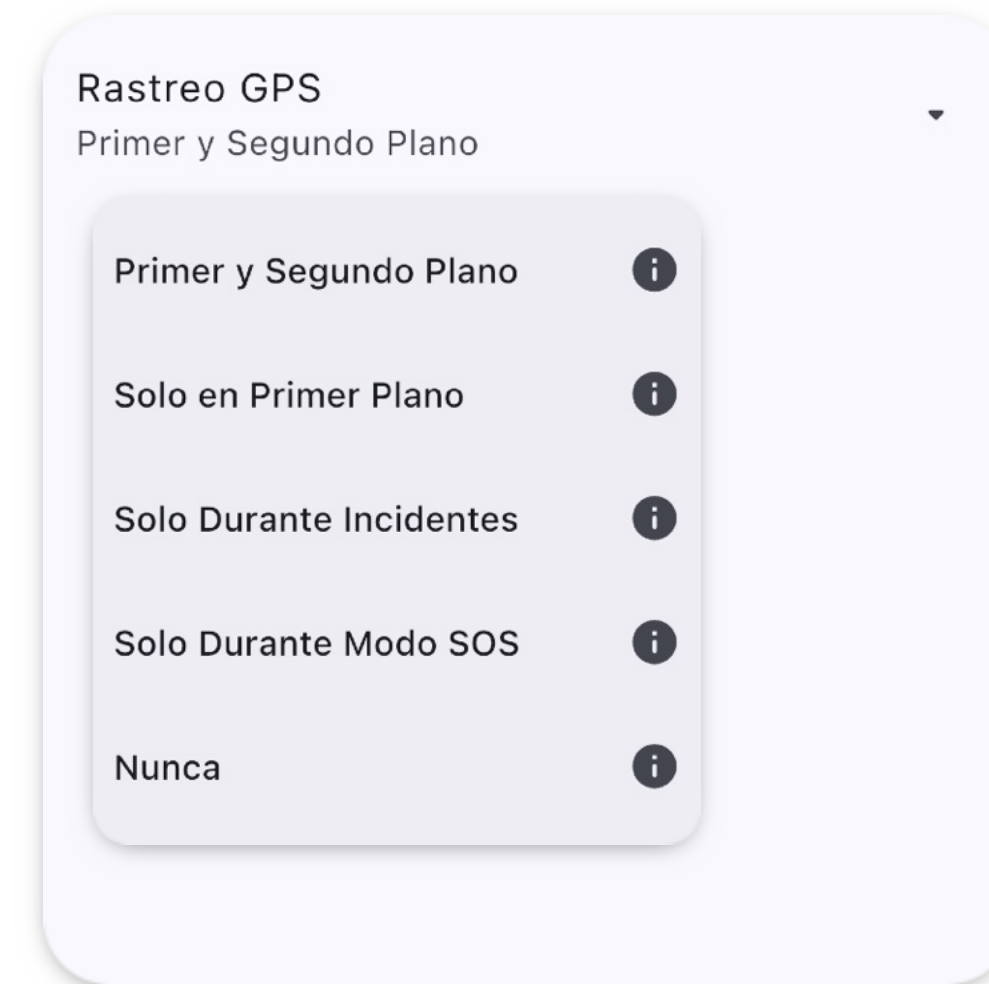 Rastreo GPS
Primer y Segundo Plano
Primer y Segundo Plano
Solo en Primer Plano
Solo Durante Incidentes
Solo Durante Modo SOS
Nunca